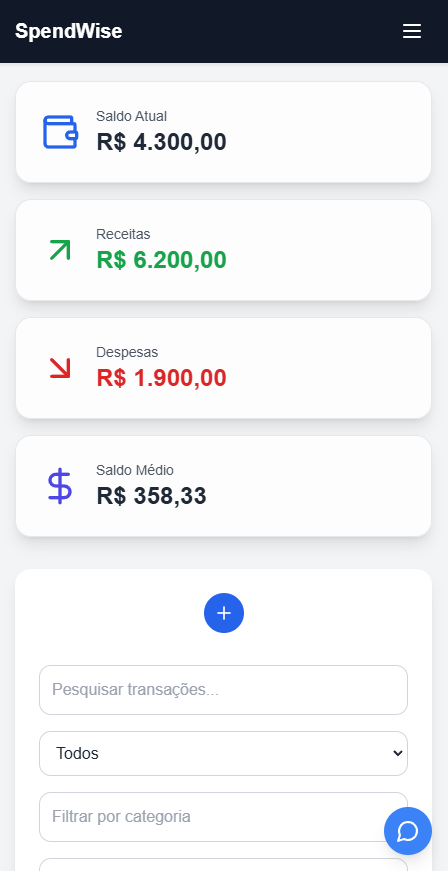 SpendWise
Saldo Atual
R$ 4.300,00
Receitas
R$ 6.200,00
Despesas
R$ 1.900,00
Saldo Médio
R$ 358,33
Pesquisar transações...
Todos
Filtrar por categoria